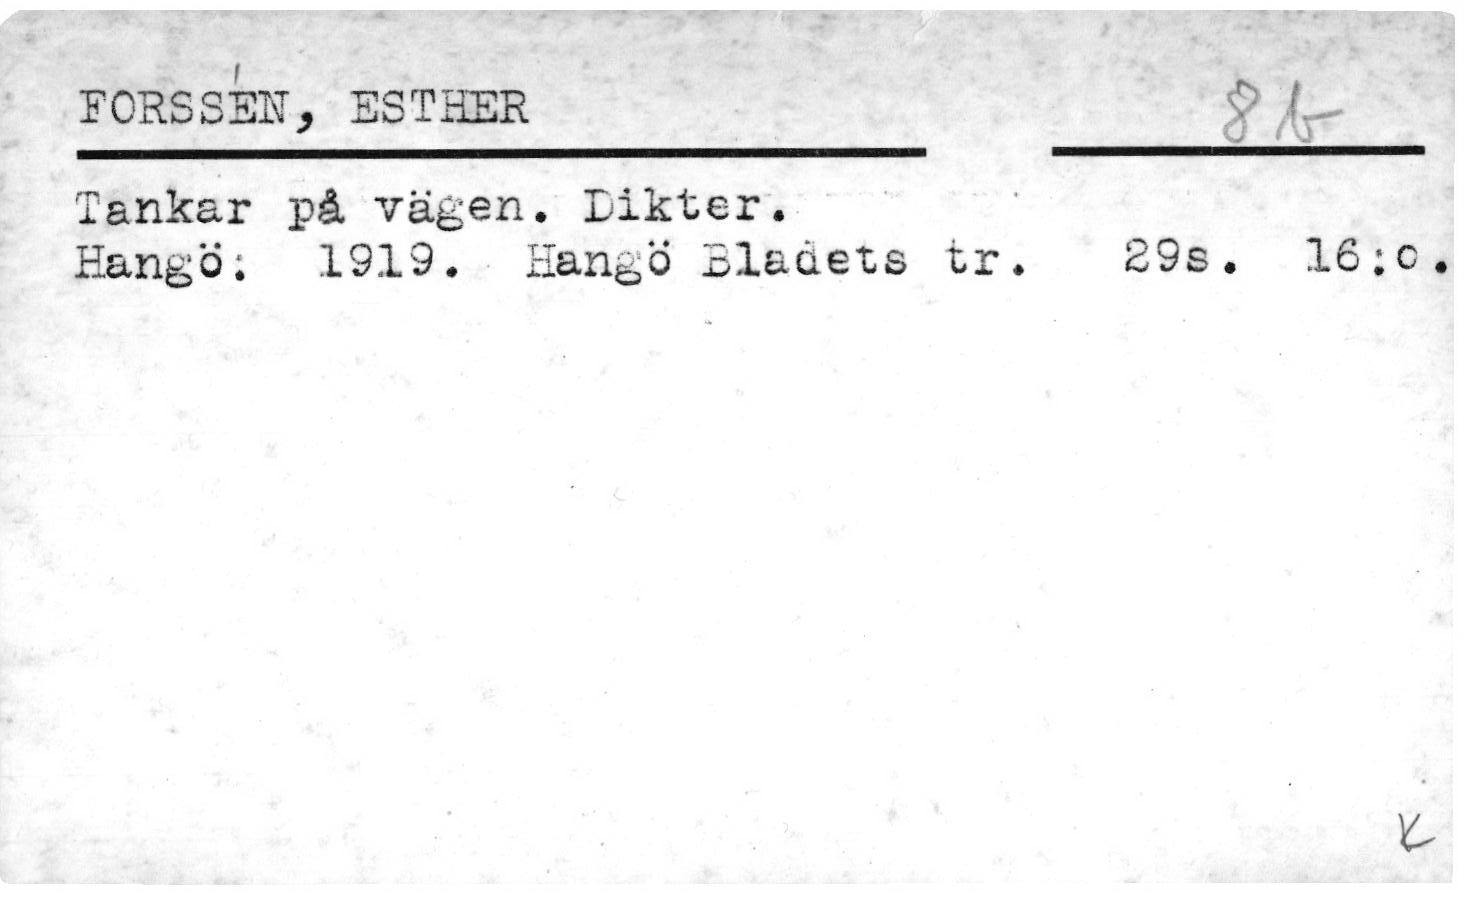 FORSSÉN, ESTHER 8 b
Tankar på vägen. Dikter.
Hangö: 1919. Hangö Bladets tr. 29s. 16:o.
K